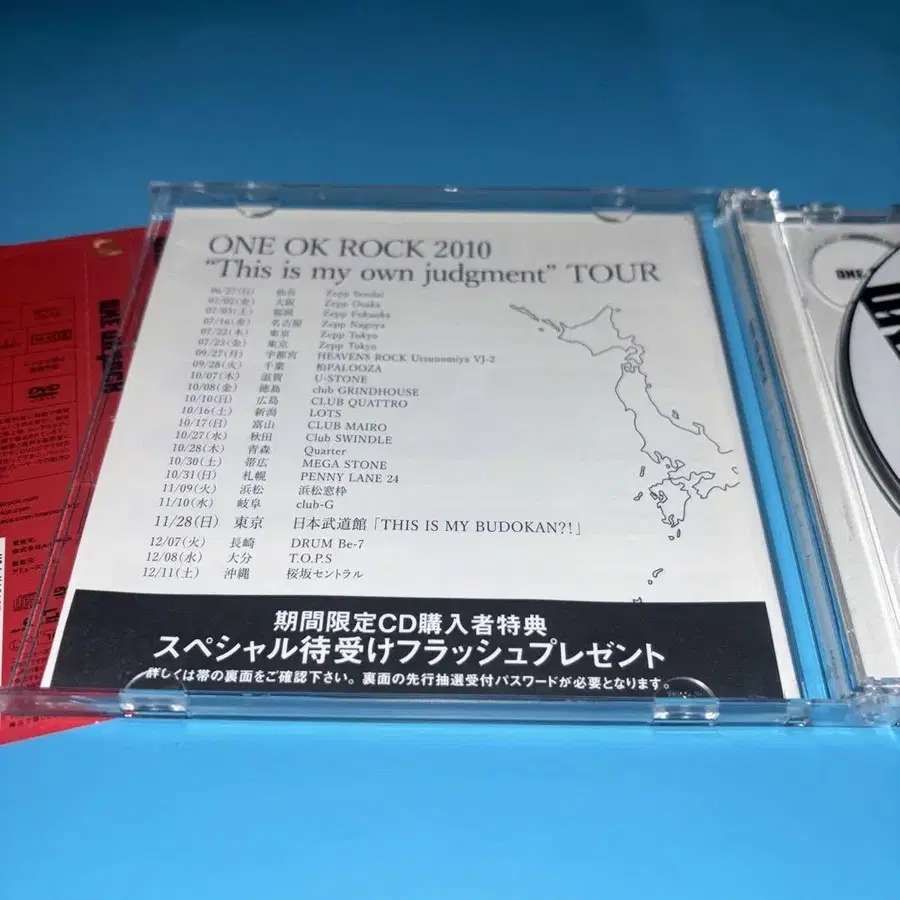 ONE OK ROCK 2010
"This is my own judgment" TOUR
06/27(日) 仙台 Zepp Sendai
07/02(金) 大阪 Zepp Osaka
07/03(土) 福岡 Zepp Fukuoka
07/16(金) 名古屋 Zepp Nagoya
07/22(木) 東京 Zepp Tokyo
07/23(金) 東京 Zepp Tokyo
09/27(月) 宇都宮 HEAVENS ROCK Utsunomiya VJ-2
09/28(火) 千葉 柏PALOOZA
10/07(木) 滋賀 U-STONE
10/08(金) 徳島 club GRINDHOUSE
10/10(日) 広島 CLUB QUATTRO
10/16(土) 新潟 LOTS
10/17(日) 富山 CLUB MAIRO
10/27(水) 秋田 Club SWINDLE
10/28(木) 青森 Quarter
10/30(土) 帯広 MEGA STONE
10/31(日) 札幌 PENNY LANE 24
11/09(火) 浜松 浜松窓枠
11/10(水) 岐阜 club-G
11/28(日) 東京 日本武道館「THIS IS MY BUDOKAN?!」
12/07(火) 長崎 DRUM Be-7
12/08(水) 大分 T.O.P.S
12/11(土) 沖縄 桜坂セントラル
期間限定CD購入者特典
スペシャル待受けフラッシュプレゼント
詳しくは帯の裏面をご確認下さい。裏面の先行抽選受付パスワードが必要となります。
DVD